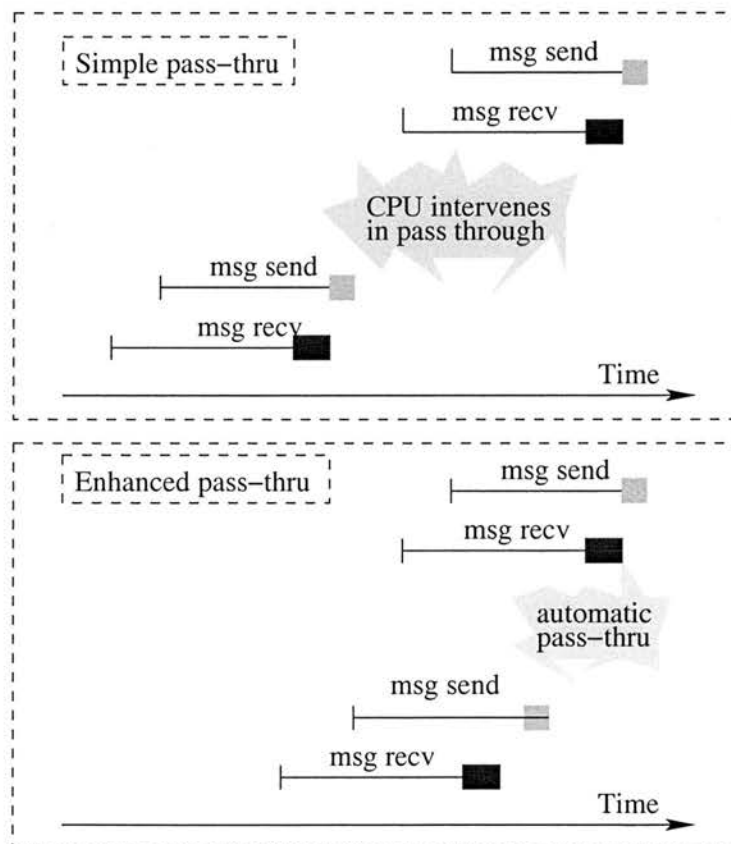 Simple pass−thru
msg send
msg recv
CPU intervenes
in pass through
msg send
msg recv
Time
Enhanced pass−thru
msg send
msg recv
automatic
pass−thru
msg send
msg recv
Time